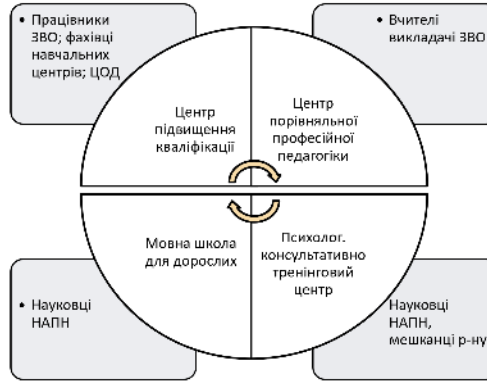 • Працівники
ЗВО; фахівці
навчальних
центрів; ЦОД
• Вчителі
викладачі ЗВО
Центр
підвищення
кваліфікації
Центр
порівняльної
професійної
педагогіки
Мовна школа
для дорослих
Психолог.
консультативно
тренінговий
центр
• Науковці
НАПН
Науковці
НАПН,
мешканці р-ну